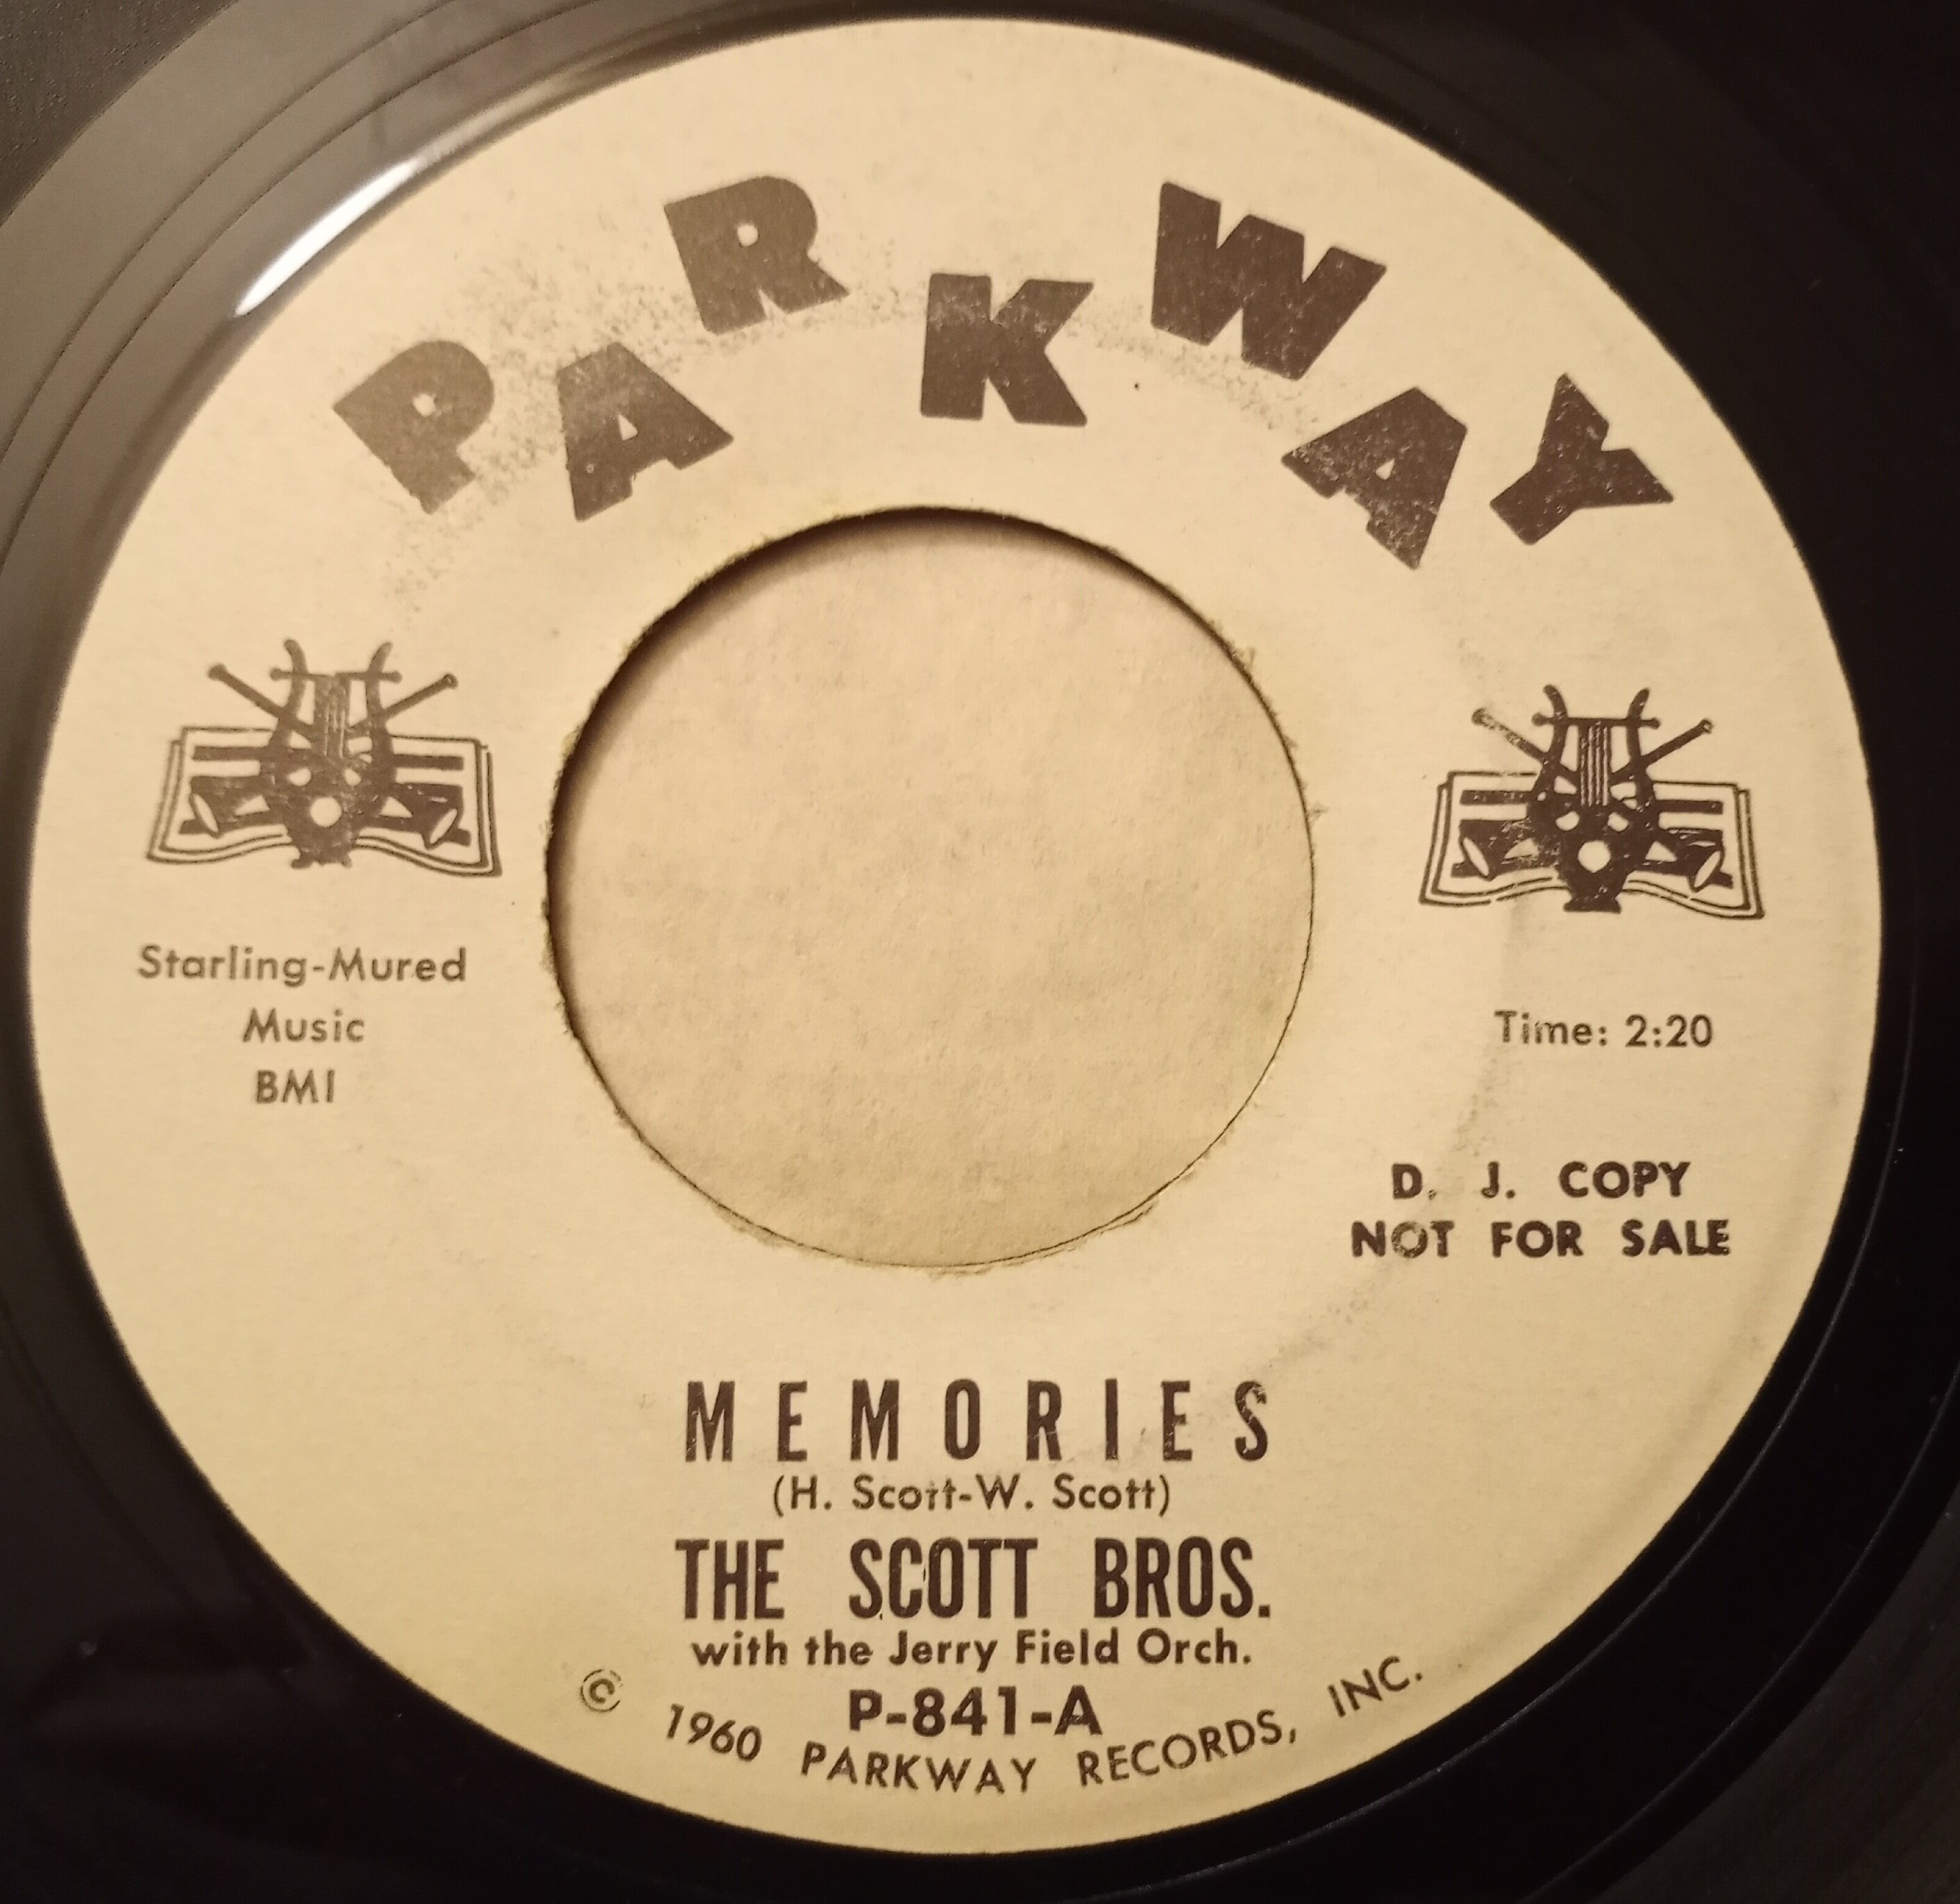 PARKWAY
Starling-Mured
Music
BMI
Time: 2:20
D. J. COPY
NOT FOR SALE
MEMORIES
(H. Scott-W. Scott)
THE SCOTT BROS.
with the Jerry Field Orch.
P-841-A
© 1960 PARKWAY RECORDS, INC.